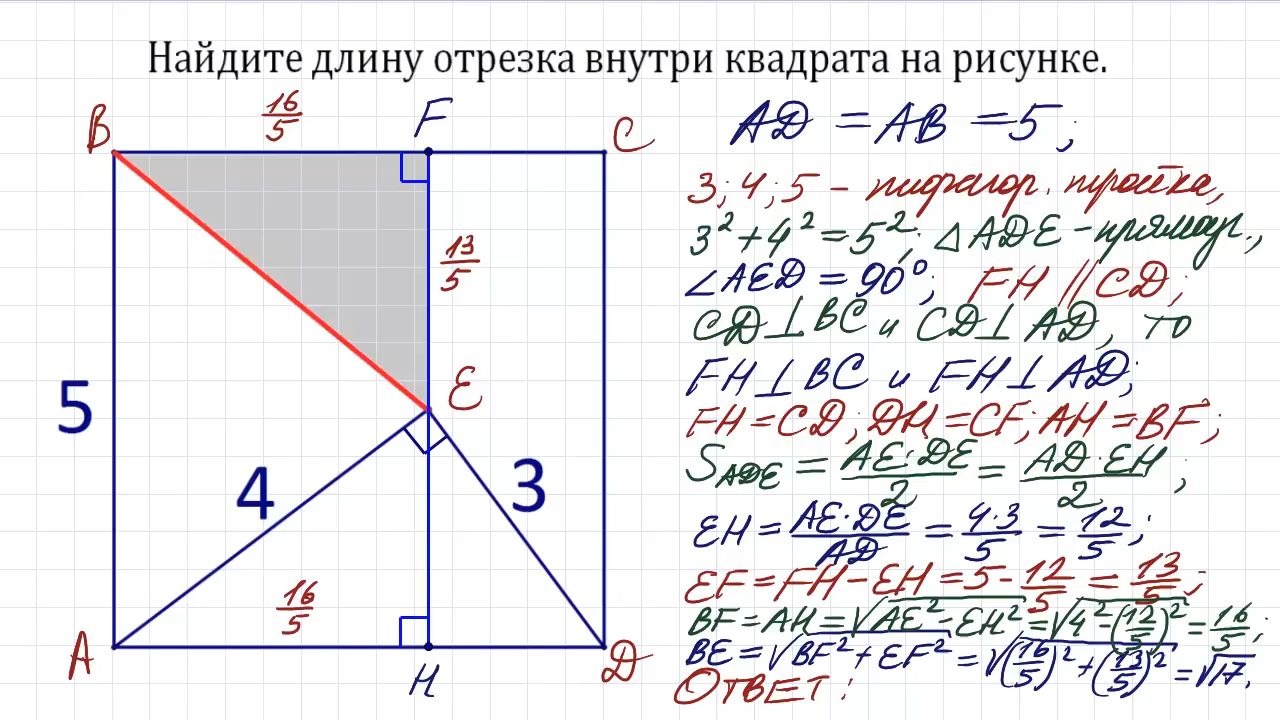 Найдите длину отрезка внутри квадрата на рисунке.
B
16/5
F
C
13/5
E
5
4
3
16/5
A
H
D
AD = AB = 5;
3; 4; 5 – пифагор. тройка,
3² + 4² = 5²; △ADE – прямоуг.,
∠AED = 90°; FH // CD;
CD ⊥ BC и CD ⊥ AD, то
FH ⊥ BC и FH ⊥ AD;
FH = CD; DH = CF; AH = BF;
S_ADE = AE·DE/2 = AD·EH/2;
EH = AE·DE/AD = 4·3/5 = 12/5;
EF = FH – EH = 5 – 12/5 = 13/5;
BF = AH = √(AE² – EH²) = √(4² – (12/5)²) = 16/5;
BE = √(BF² + EF²) = √((16/5)² + (13/5)²) = √17.
Ответ!